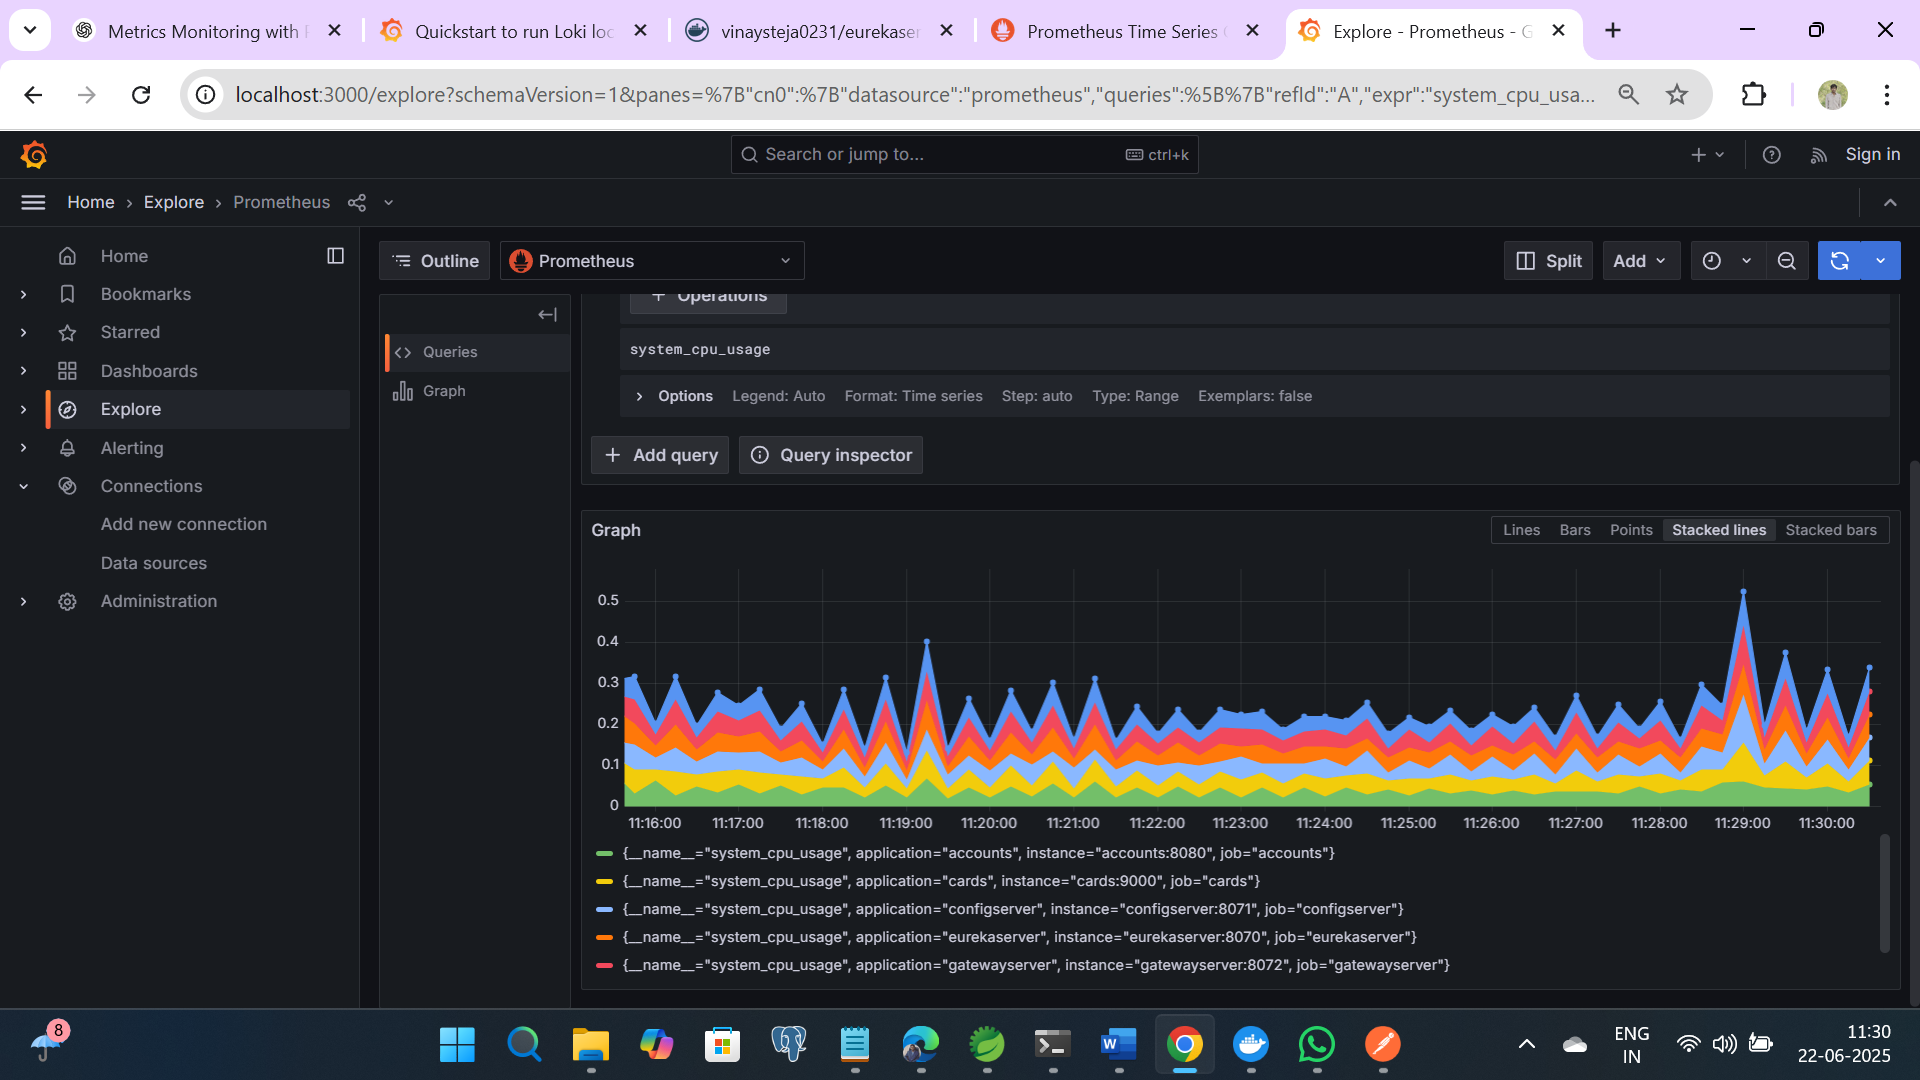 Metrics Monitoring with
Quickstart to run Loki loc
vinaysteja0231/eurekaser
Prometheus Time Series
Explore - Prometheus - G
localhost:3000/explore?schemaVersion=1&panes=%7B"cn0":%7B"datasource":"prometheus","queries":%5B%7B"refId":"A","expr":"system_cpu_usa...
Search or jump to...
ctrl+k
Sign in
Home › Explore › Prometheus
Home
Bookmarks
Starred
Dashboards
Explore
Alerting
Connections
Add new connection
Data sources
Administration
Outline
Prometheus
Split
Add
Queries
Graph
+ Operations
system_cpu_usage
Options Legend: Auto Format: Time series Step: auto Type: Range Exemplars: false
+ Add query
Query inspector
Graph
Lines Bars Points Stacked lines Stacked bars
0.5
0.4
0.3
0.2
0.1
0
11:16:00 11:17:00 11:18:00 11:19:00 11:20:00 11:21:00 11:22:00 11:23:00 11:24:00 11:25:00 11:26:00 11:27:00 11:28:00 11:29:00 11:30:00
{__name__="system_cpu_usage", application="accounts", instance="accounts:8080", job="accounts"}
{__name__="system_cpu_usage", application="cards", instance="cards:9000", job="cards"}
{__name__="system_cpu_usage", application="configserver", instance="configserver:8071", job="configserver"}
{__name__="system_cpu_usage", application="eurekaserver", instance="eurekaserver:8070", job="eurekaserver"}
{__name__="system_cpu_usage", application="gatewayserver", instance="gatewayserver:8072", job="gatewayserver"}
8
ENG
IN
11:30
22-06-2025